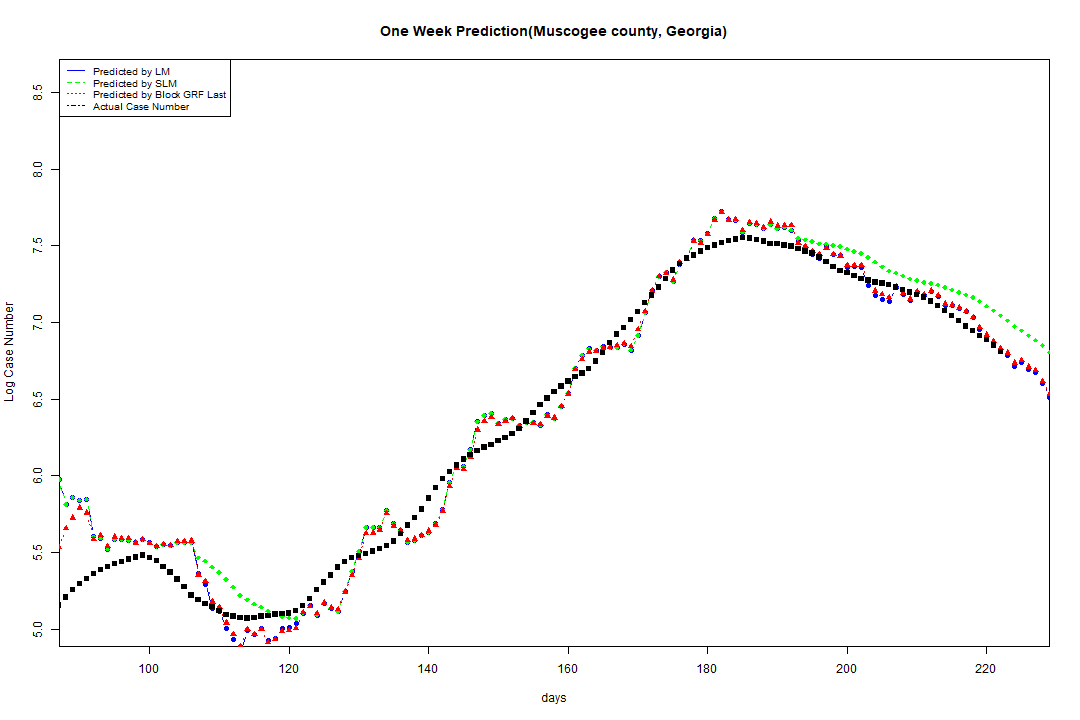 One Week Prediction(Muscogee county, Georgia)
Predicted by LM
Predicted by SLM
Predicted by Block GRF Last
Actual Case Number
8.5
8.0
7.5
7.0
6.5
6.0
5.5
5.0
Log Case Number
100 120 140 160 180 200 220
days